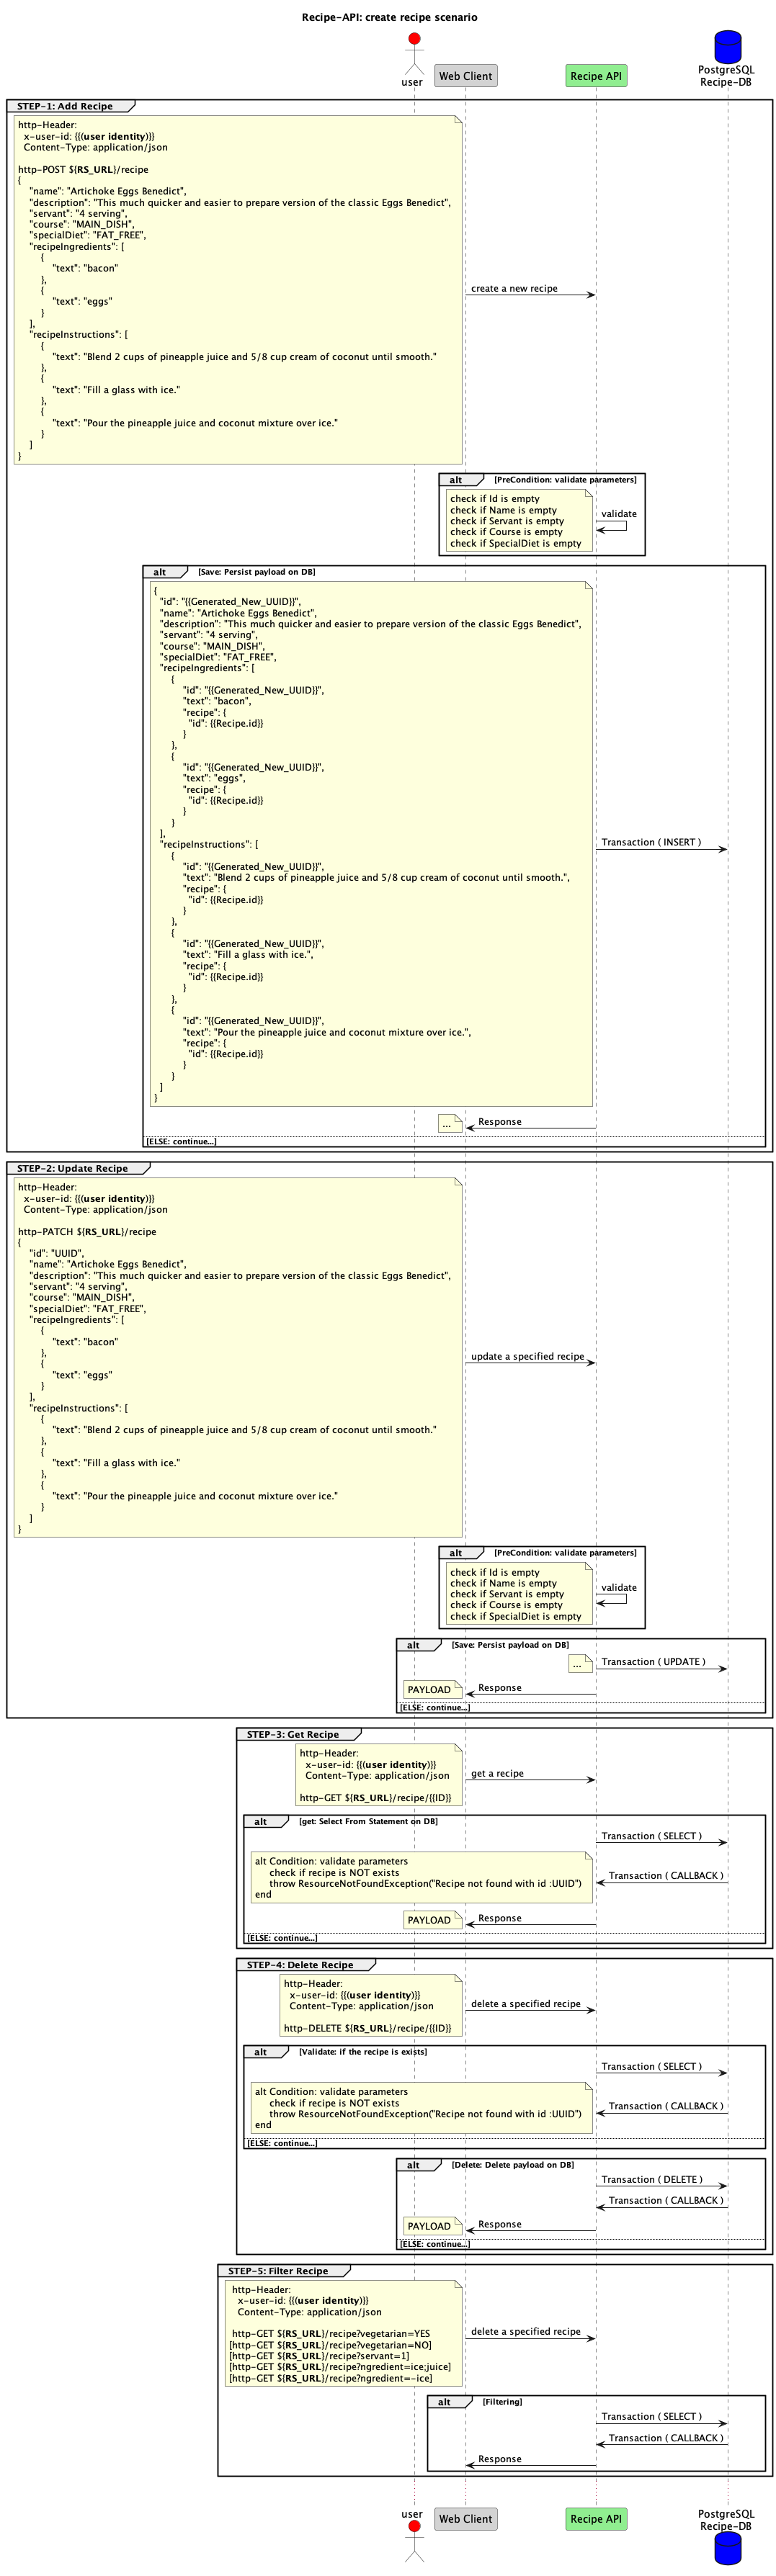 Recipe-API: create recipe scenario
user
Web Client
Recipe API
PostgreSQL
Recipe-DB
STEP-1: Add Recipe
http-Header:
x-user-id: {{(user identity)}}
Content-Type: application/json
http-POST ${RS_URL}/recipe
{
"name": "Artichoke Eggs Benedict",
"description": "This much quicker and easier to prepare version of the classic Eggs Benedict",
"servant": "4 serving",
"course": "MAIN_DISH",
"specialDiet": "FAT_FREE",
"recipeIngredients": [
{
"text": "bacon"
},
{
"text": "eggs"
}
],
"recipeInstructions": [
{
"text": "Blend 2 cups of pineapple juice and 5/8 cup cream of coconut until smooth."
},
{
"text": "Fill a glass with ice."
},
{
"text": "Pour the pineapple juice and coconut mixture over ice."
}
]
}
create a new recipe
alt [PreCondition: validate parameters]
check if Id is empty
check if Name is empty
check if Servant is empty
check if Course is empty
check if SpecialDiet is empty
validate
alt [Save: Persist payload on DB]
{
"id": "{{Generated_New_UUID}}",
"name": "Artichoke Eggs Benedict",
"description": "This much quicker and easier to prepare version of the classic Eggs Benedict",
"servant": "4 serving",
"course": "MAIN_DISH",
"specialDiet": "FAT_FREE",
"recipeIngredients": [
{
"id": "{{Generated_New_UUID}}",
"text": "bacon",
"recipe": {
"id": {{Recipe.id}}
}
},
{
"id": "{{Generated_New_UUID}}",
"text": "eggs",
"recipe": {
"id": {{Recipe.id}}
}
}
],
"recipeInstructions": [
{
"id": "{{Generated_New_UUID}}",
"text": "Blend 2 cups of pineapple juice and 5/8 cup cream of coconut until smooth.",
"recipe": {
"id": {{Recipe.id}}
}
},
{
"id": "{{Generated_New_UUID}}",
"text": "Fill a glass with ice.",
"recipe": {
"id": {{Recipe.id}}
}
},
{
"id": "{{Generated_New_UUID}}",
"text": "Pour the pineapple juice and coconut mixture over ice.",
"recipe": {
"id": {{Recipe.id}}
}
}
]
}
Transaction ( INSERT )
...
Response
[ELSE: continue...]
STEP-2: Update Recipe
http-Header:
x-user-id: {{(user identity)}}
Content-Type: application/json
http-PATCH ${RS_URL}/recipe
{
"id": "UUID",
"name": "Artichoke Eggs Benedict",
"description": "This much quicker and easier to prepare version of the classic Eggs Benedict",
"servant": "4 serving",
"course": "MAIN_DISH",
"specialDiet": "FAT_FREE",
"recipeIngredients": [
{
"text": "bacon"
},
{
"text": "eggs"
}
],
"recipeInstructions": [
{
"text": "Blend 2 cups of pineapple juice and 5/8 cup cream of coconut until smooth."
},
{
"text": "Fill a glass with ice."
},
{
"text": "Pour the pineapple juice and coconut mixture over ice."
}
]
}
update a specified recipe
alt [PreCondition: validate parameters]
check if Id is empty
check if Name is empty
check if Servant is empty
check if Course is empty
check if SpecialDiet is empty
validate
alt [Save: Persist payload on DB]
...
Transaction ( UPDATE )
PAYLOAD
Response
[ELSE: continue...]
STEP-3: Get Recipe
http-Header:
x-user-id: {{(user identity)}}
Content-Type: application/json
http-GET ${RS_URL}/recipe/{{ID}}
get a recipe
alt [get: Select From Statement on DB]
Transaction ( SELECT )
alt Condition: validate parameters
check if recipe is NOT exists
throw ResourceNotFoundException("Recipe not found with id :UUID")
end
Transaction ( CALLBACK )
PAYLOAD
Response
[ELSE: continue...]
STEP-4: Delete Recipe
http-Header:
x-user-id: {{(user identity)}}
Content-Type: application/json
http-DELETE ${RS_URL}/recipe/{{ID}}
delete a specified recipe
alt [Validate: if the recipe is exists]
Transaction ( SELECT )
alt Condition: validate parameters
check if recipe is NOT exists
throw ResourceNotFoundException("Recipe not found with id :UUID")
end
Transaction ( CALLBACK )
[ELSE: continue...]
alt [Delete: Delete payload on DB]
Transaction ( DELETE )
Transaction ( CALLBACK )
PAYLOAD
Response
[ELSE: continue...]
STEP-5: Filter Recipe
http-Header:
x-user-id: {{(user identity)}}
Content-Type: application/json
http-GET ${RS_URL}/recipe?vegetarian=YES
[http-GET ${RS_URL}/recipe?vegetarian=NO]
[http-GET ${RS_URL}/recipe?servant=1]
[http-GET ${RS_URL}/recipe?ngredient=ice;juice]
[http-GET ${RS_URL}/recipe?ngredient=-ice]
delete a specified recipe
alt [Filtering]
Transaction ( SELECT )
Transaction ( CALLBACK )
Response
user
Web Client
Recipe API
PostgreSQL
Recipe-DB